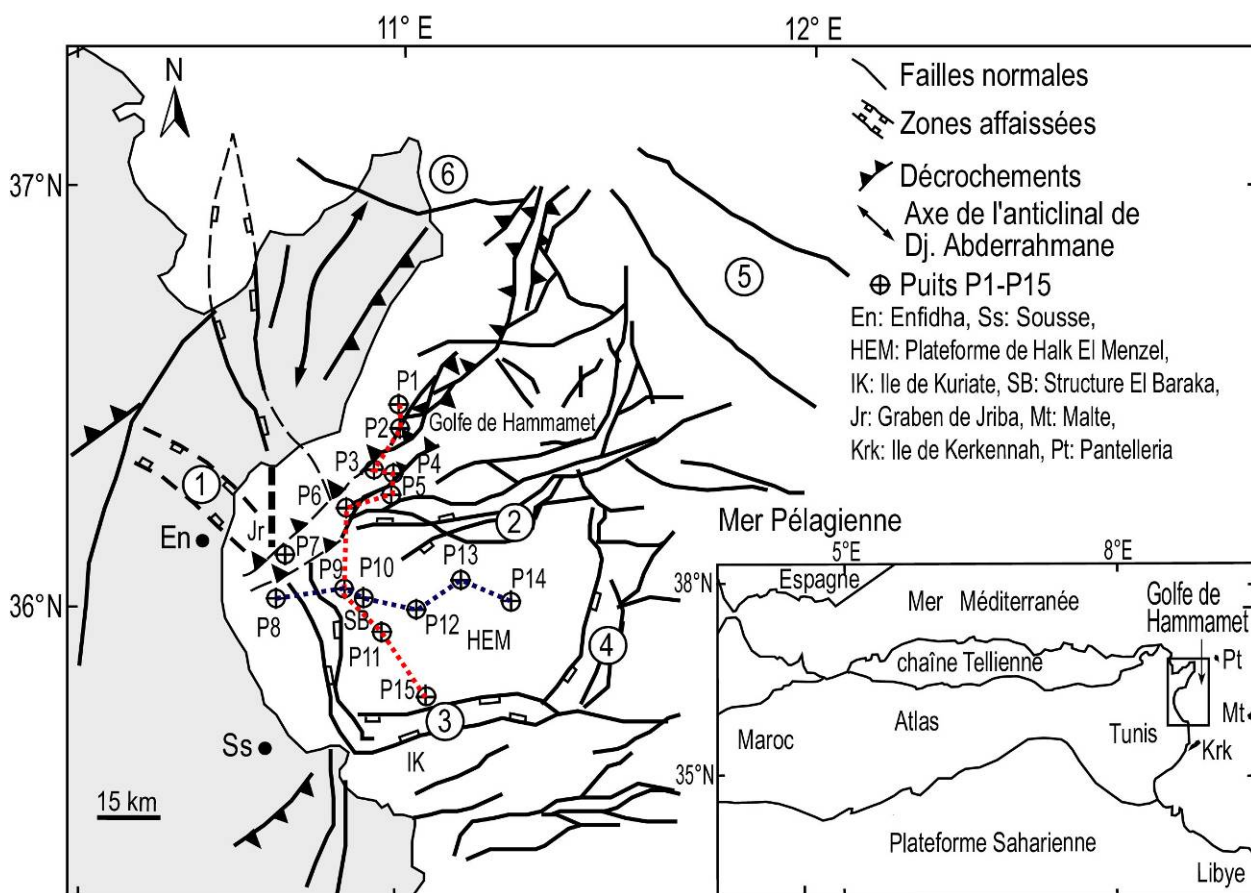 11° E
12° E
N
37°N
36°N
Failles normales
Zones affaissées
Décrochements
Axe de l'anticlinal de
Dj. Abderrahmane
Puits P1-P15
En: Enfidha, Ss: Sousse,
HEM: Plateforme de Halk El Menzel,
IK: Ile de Kuriate, SB: Structure El Baraka,
Jr: Graben de Jriba, Mt: Malte,
Krk: Ile de Kerkennah, Pt: Pantelleria
6
5
P1
P2
Golfe de Hammamet
P3
P4
P5
P6
1
2
Jr
En
P7
P9
P10
P13
P14
P8
SB
P12
HEM
P11
4
P15
3
Ss
IK
15 km
Mer Pélagienne
5°E
8°E
38°N
Espagne
Mer Méditerranée
Golfe de
Hammamet
chaîne Tellienne
Pt
Atlas
Mt
Maroc
Tunis
Krk
35°N
Plateforme Saharienne
Libye